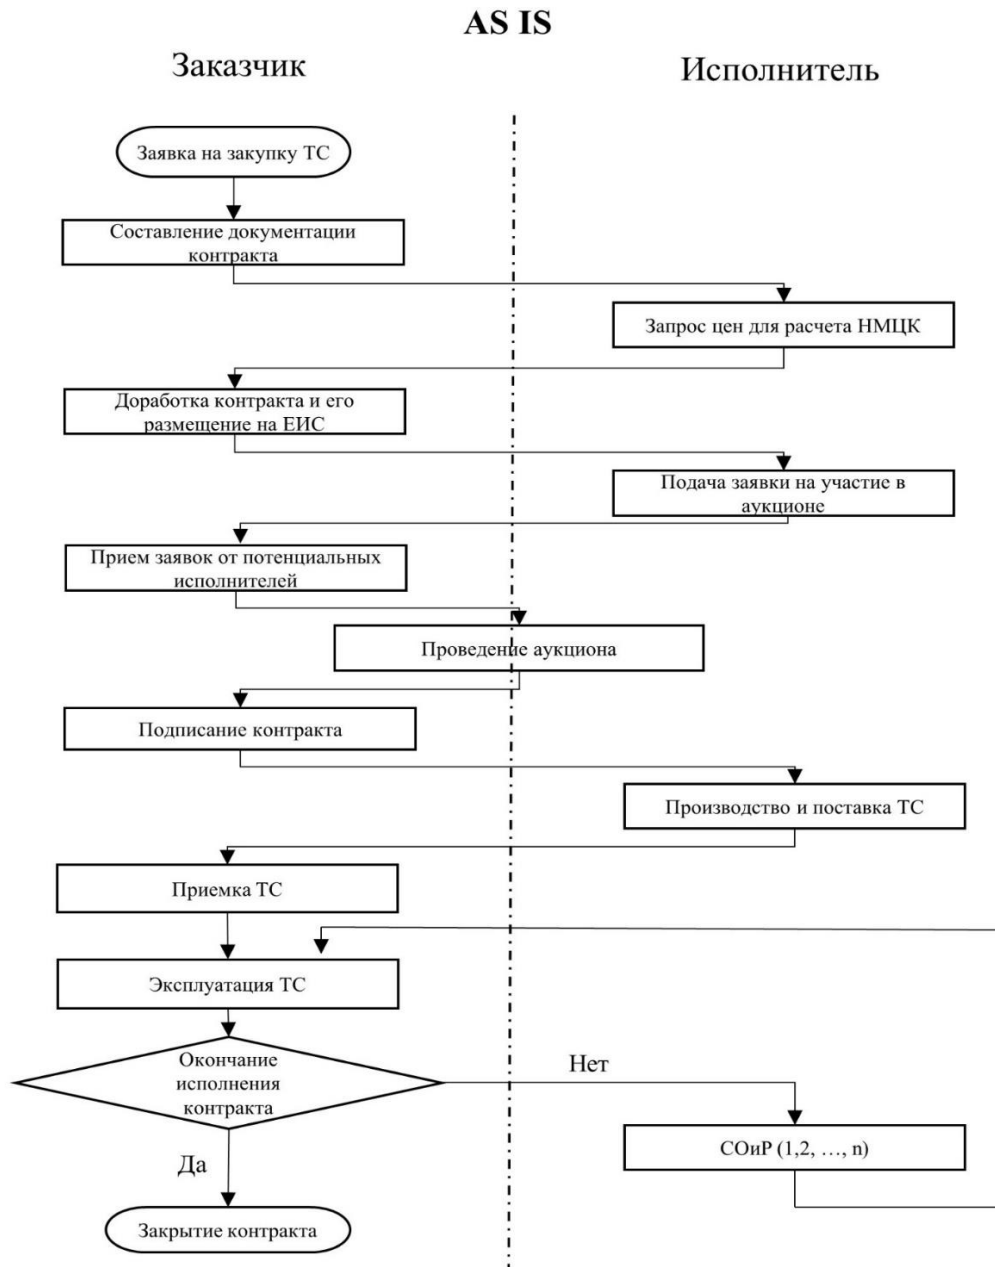 AS IS
Заказчик
Исполнитель
Заявка на закупку ТС
Составление документации
контракта
Запрос цен для расчета НМЦК
Доработка контракта и его
размещение на ЕИС
Подача заявки на участие в
аукционе
Прием заявок от потенциальных
исполнителей
Проведение аукциона
Подписание контракта
Производство и поставка ТС
Приемка ТС
Эксплуатация ТС
Окончание
исполнения
контракта
Нет
СОиР (1,2, …, n)
Да
Закрытие контракта